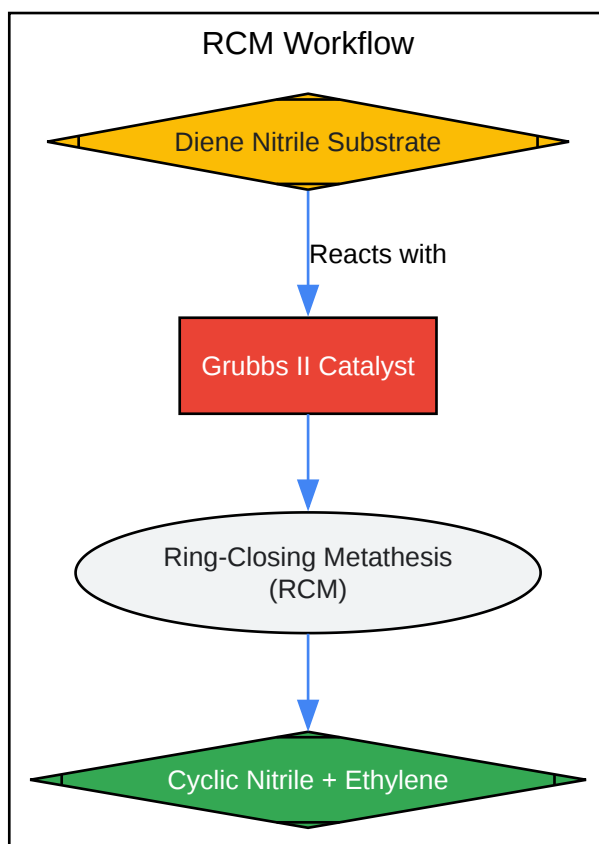 RCM Workflow
Diene Nitrile Substrate
Reacts with
Grubbs II Catalyst
Ring-Closing Metathesis
(RCM)
Cyclic Nitrile + Ethylene